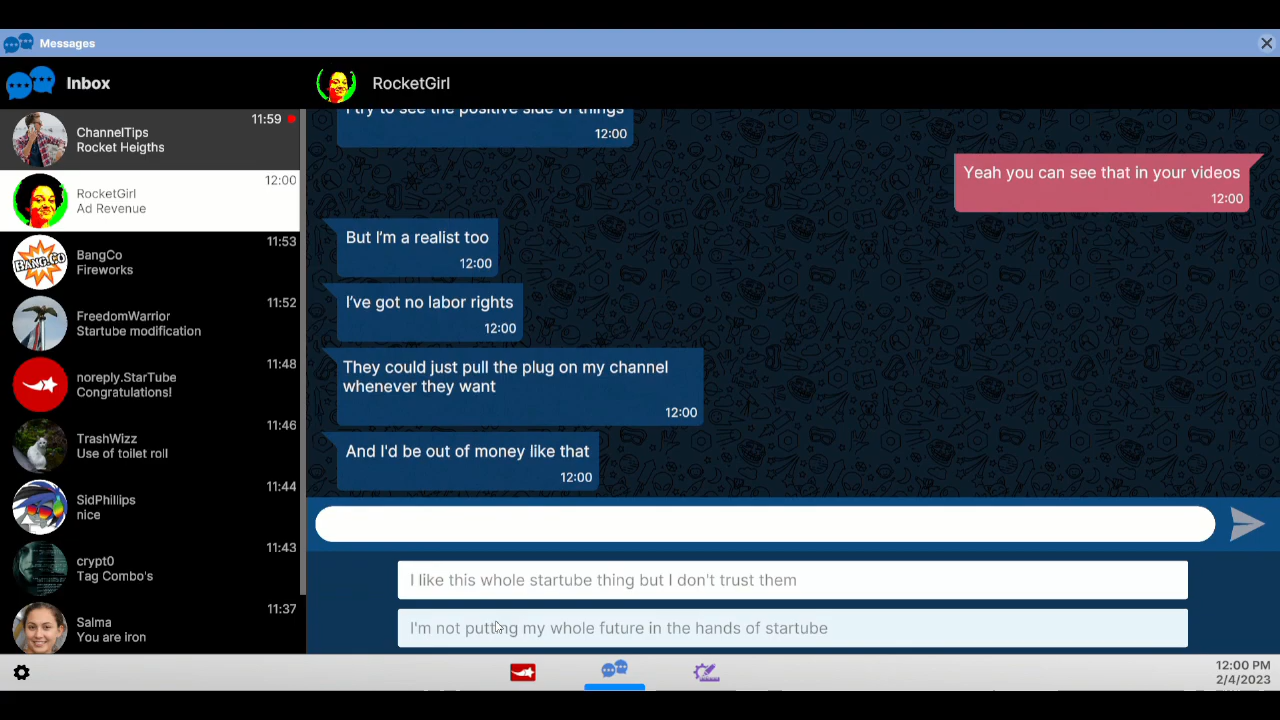 Messages
Inbox
RocketGirl
11:59
ChannelTips
Rocket Heigths
12:00
RocketGirl
Ad Revenue
11:53
BangCo
Fireworks
BANG.CO
11:52
FreedomWarrior
Startube modification
11:48
noreply.StarTube
Congratulations!
11:46
TrashWizz
Use of toilet roll
11:44
SidPhillips
nice
11:43
crypt0
Tag Combo's
11:37
Salma
You are iron
I try to see the positive side of things
12:00
Yeah you can see that in your videos
12:00
But I'm a realist too
12:00
I've got no labor rights
12:00
They could just pull the plug on my channel
whenever they want
12:00
And I'd be out of money like that
12:00
I like this whole startube thing but I don't trust them
I'm not putting my whole future in the hands of startube
12:00 PM
2/4/2023